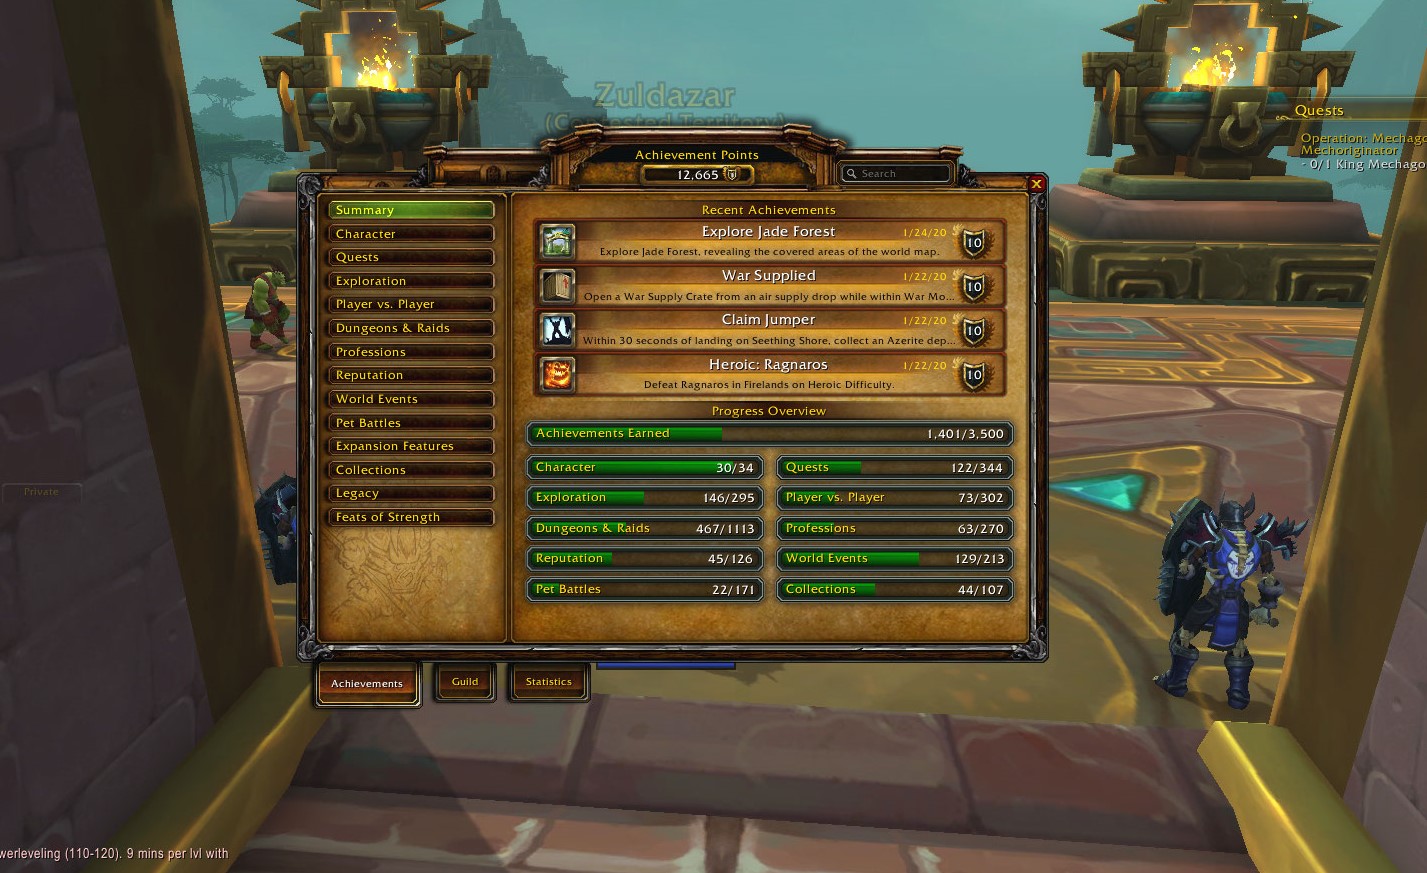 Zuldazar
(Contested Territory)
Quests
Operation: Mechago
Mechoriginator
- 0/1 King Mechago
Achievement Points
12,665
Search
Summary
Character
Quests
Exploration
Player vs. Player
Dungeons & Raids
Professions
Reputation
World Events
Pet Battles
Expansion Features
Collections
Legacy
Feats of Strength
Recent Achievements
Explore Jade Forest 1/24/20 10
Explore Jade Forest, revealing the covered areas of the world map.
War Supplied 1/22/20 10
Open a War Supply Crate from an air supply drop while within War Mo...
Claim Jumper 1/22/20 10
Within 30 seconds of landing on Seething Shore, collect an Azerite dep...
Heroic: Ragnaros 1/22/20 10
Defeat Ragnaros in Firelands on Heroic Difficulty.
Progress Overview
Achievements Earned 1,401/3,500
Character 30/34 Quests 122/344
Exploration 146/295 Player vs. Player 73/302
Dungeons & Raids 467/1113 Professions 63/270
Reputation 45/126 World Events 129/213
Pet Battles 22/171 Collections 44/107
Private
Achievements Guild Statistics
werleveling (110-120). 9 mins per lvl with